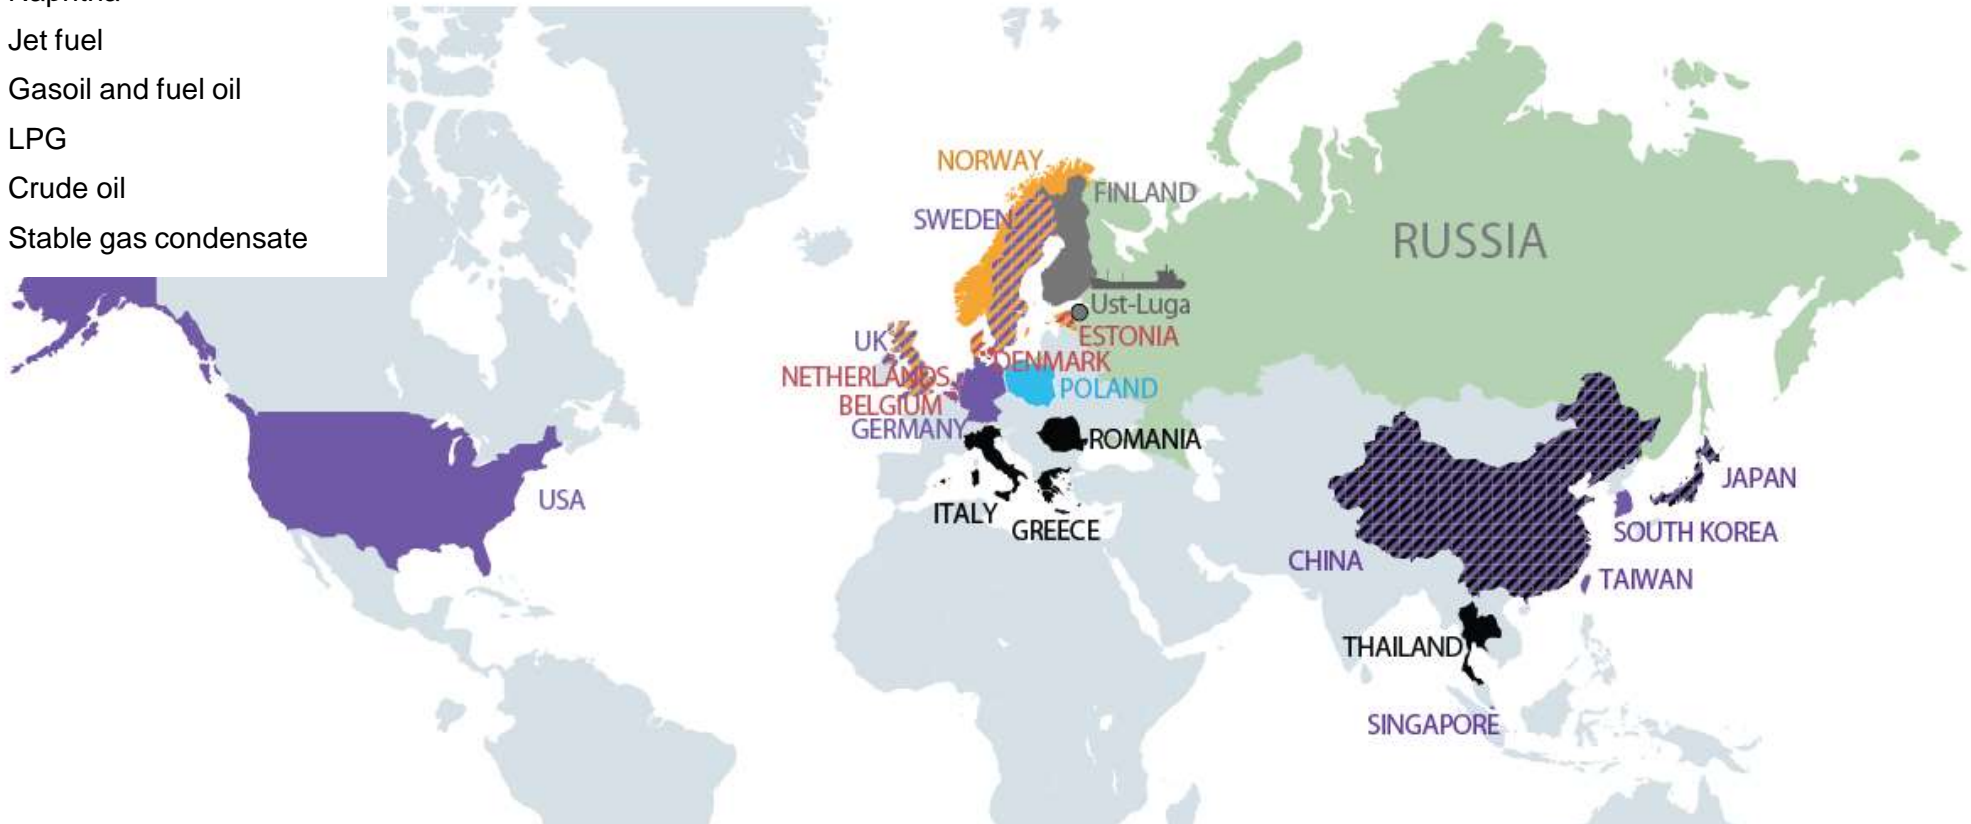 Jet fuel
Gasoil and fuel oil
LPG
Crude oil
Stable gas condensate
NORWAY
FINLAND
SWEDEN
RUSSIA
Ust-Luga
UK
ESTONIA
DENMARK
NETHERLANDS
POLAND
BELGIUM
GERMANY
ROMANIA
JAPAN
USA
ITALY
GREECE
SOUTH KOREA
CHINA
TAIWAN
THAILAND
SINGAPORE